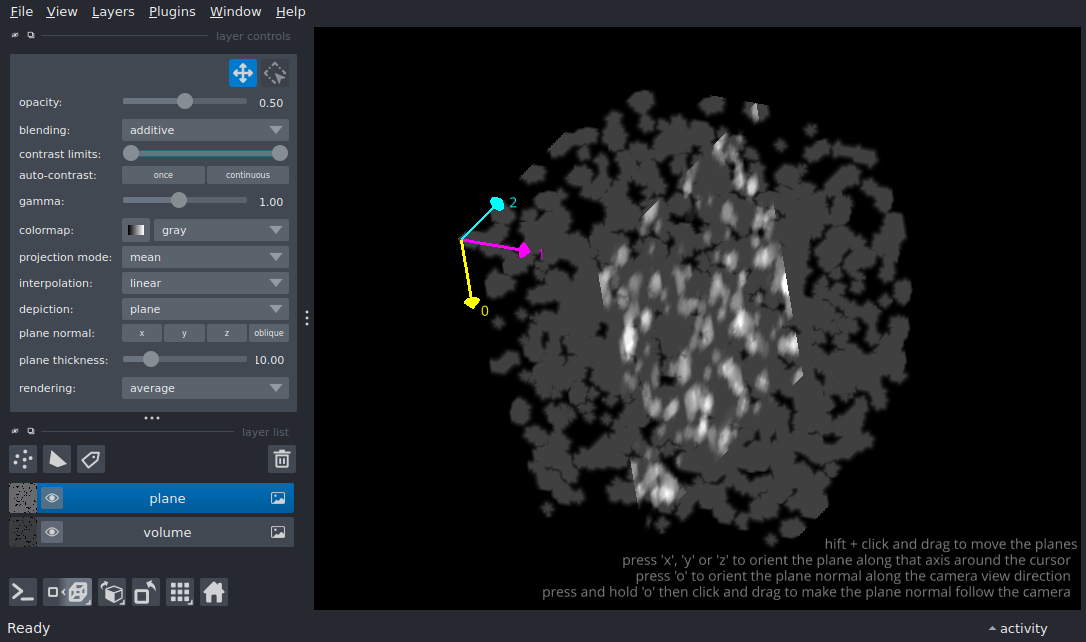 File View Layers Plugins Window Help
layer controls
opacity: 0.50
blending: additive
contrast limits:
auto-contrast: once continuous
gamma: 1.00
colormap: gray
projection mode: mean
interpolation: linear
depiction: plane
plane normal: x y z oblique
plane thickness: 10.00
rendering: average
layer list
plane
volume
2
1
0
hift + click and drag to move the planes
press 'x', 'y' or 'z' to orient the plane along that axis around the cursor
press 'o' to orient the plane normal along the camera view direction
press and hold 'o' then click and drag to make the plane normal follow the camera
Ready
activity